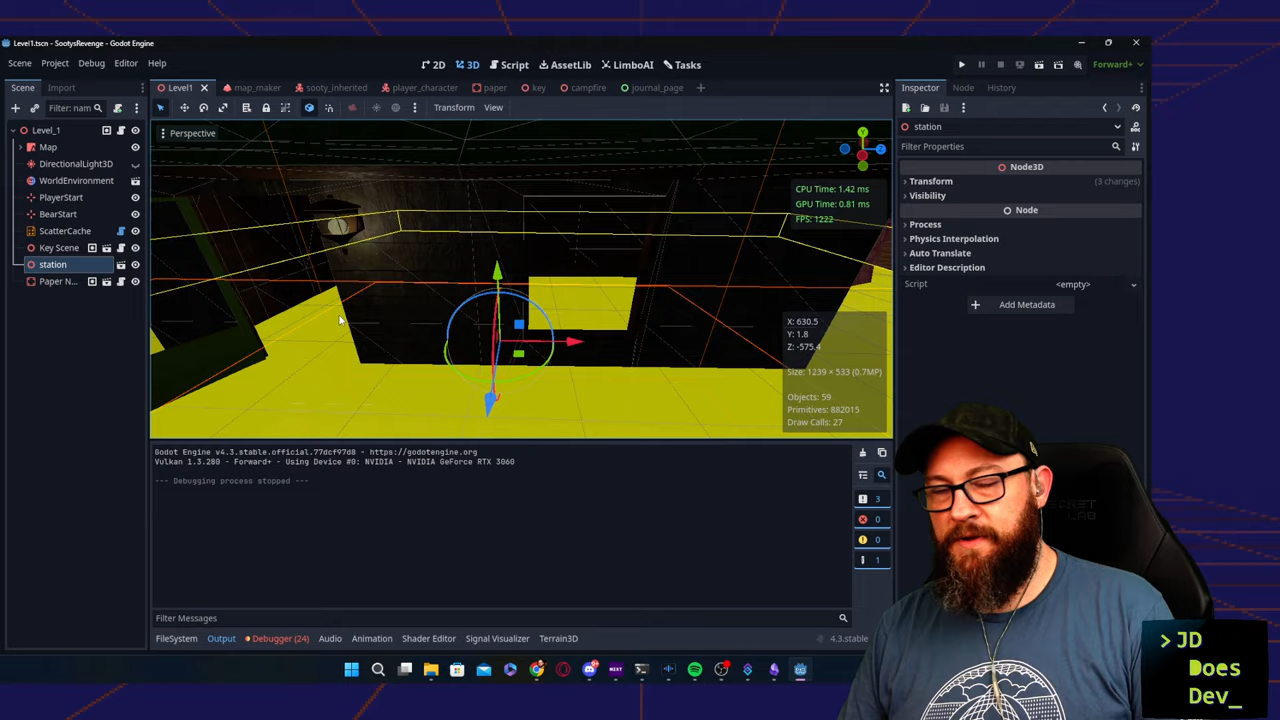 Level1.tscn - SootysRevenge - Godot Engine
Scene Project Debug Editor Help
2D 3D Script AssetLib LimboAI Tasks
Forward+
Scene Import
Level1 map_maker sooty_inherited player_character paper key campfire journal_page
Inspector Node History
Filter: nam
Transform View
Level_1
Map
DirectionalLight3D
WorldEnvironment
PlayerStart
BearStart
ScatterCache
Key Scene
station
Paper N...
Perspective
Y
Z
CPU Time: 1.42 ms
GPU Time: 0.81 ms
FPS: 1222
X: 630.5
Y: 1.8
Z: -575.4
Size: 1239 × 533 (0.7MP)
Objects: 59
Primitives: 882015
Draw Calls: 27
station
Filter Properties
Node3D
Transform (3 changes)
Visibility
Node
Process
Physics Interpolation
Auto Translate
Editor Description
Script <empty>
Add Metadata
Godot Engine v4.3.stable.official.77dcf97d8 - https://godotengine.org
Vulkan 1.3.280 - Forward+ - Using Device #0: NVIDIA - NVIDIA GeForce RTX 3060
--- Debugging process stopped ---
3
0
0
1
Filter Messages
FileSystem Output Debugger (24) Audio Animation Shader Editor Signal Visualizer Terrain3D
4.3.stable
>JD
Does
Dev_